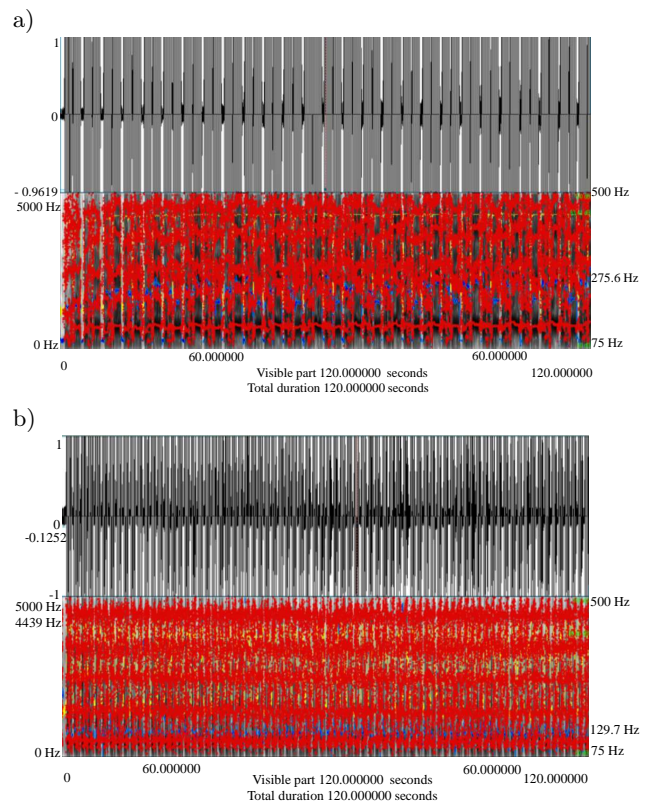 a)
1
0
- 0.9619
5000 Hz
500 Hz
275.6 Hz
0 Hz
75 Hz
60.000000
60.000000
0
Visible part 120.000000 seconds
120.000000
Total duration 120.000000 seconds
b)
1
0
-0.1252
-1
5000 Hz
500 Hz
4439 Hz
129.7 Hz
0 Hz
75 Hz
60.000000
60.000000
0
Visible part 120.000000 seconds
120.000000
Total duration 120.000000 seconds